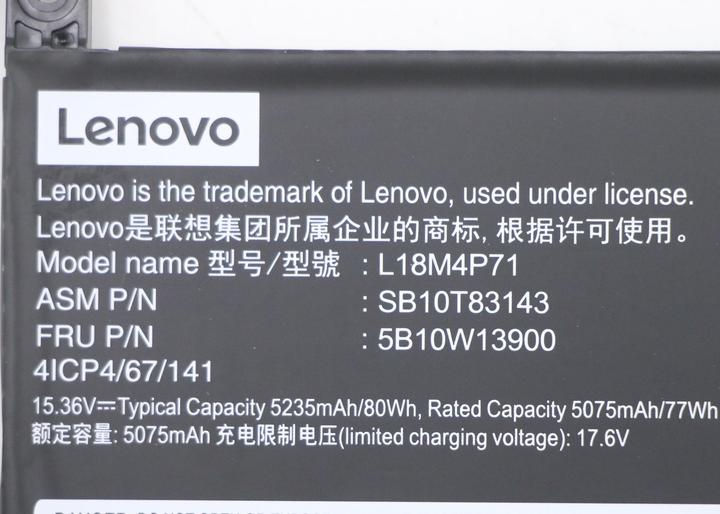 Lenovo
Lenovo is the trademark of Lenovo, used under license.
Lenovo是联想集团所属企业的商标, 根据许可使用。
Model name 型号/型號 : L18M4P71
ASM P/N : SB10T83143
FRU P/N : 5B10W13900
4ICP4/67/141
15.36V⎓Typical Capacity 5235mAh/80Wh, Rated Capacity 5075mAh/77Wh
额定容量: 5075mAh 充电限制电压(limited charging voltage): 17.6V